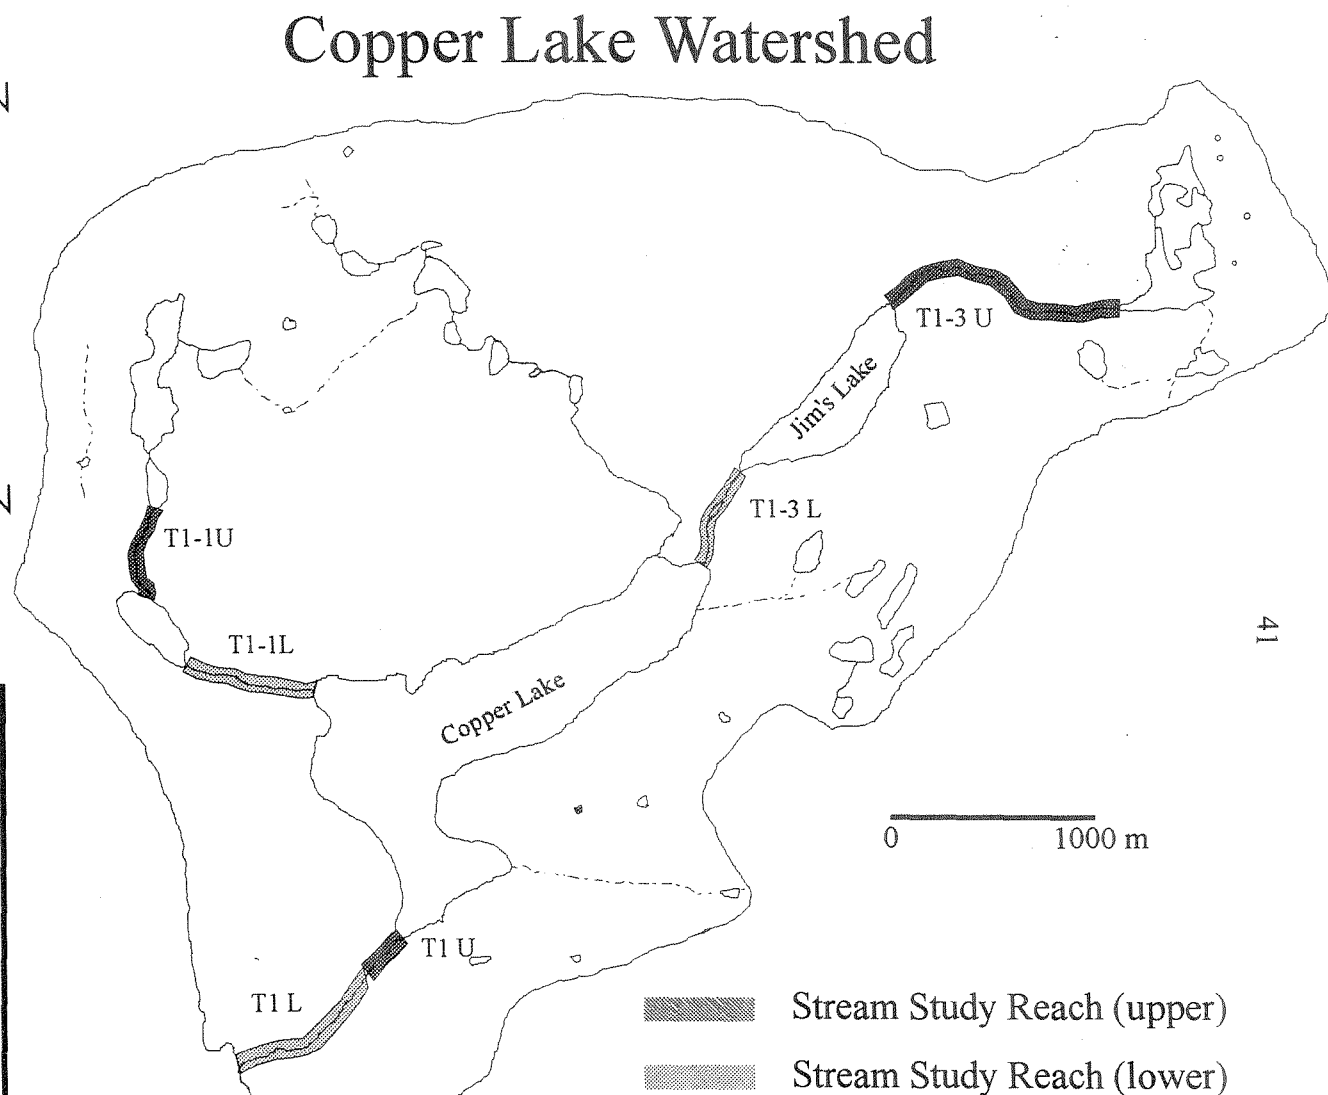 Copper Lake Watershed
T1-3 U
Jim's Lake
T1-3 L
T1-1U
T1-1L
41
Copper Lake
0 1000 m
T1 U
T1 L
Stream Study Reach (upper)
Stream Study Reach (lower)